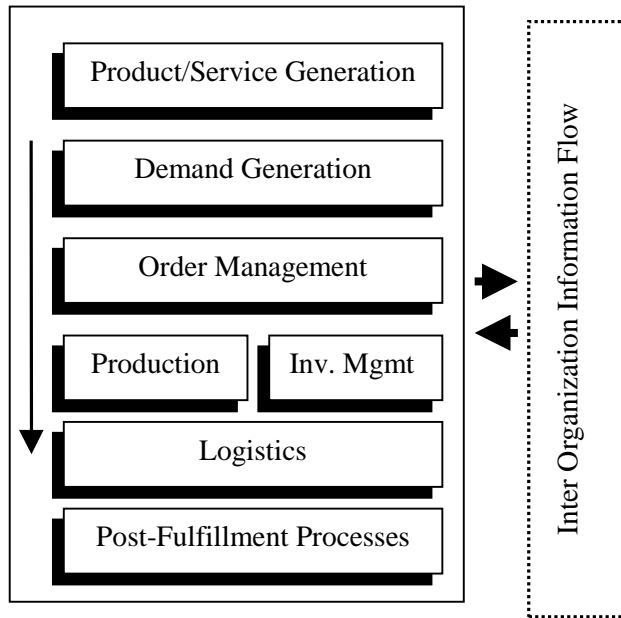 Product/Service Generation
Demand Generation
Order Management
Production
Inv. Mgmt
Logistics
Post-Fulfillment Processes
Inter Organization Information Flow